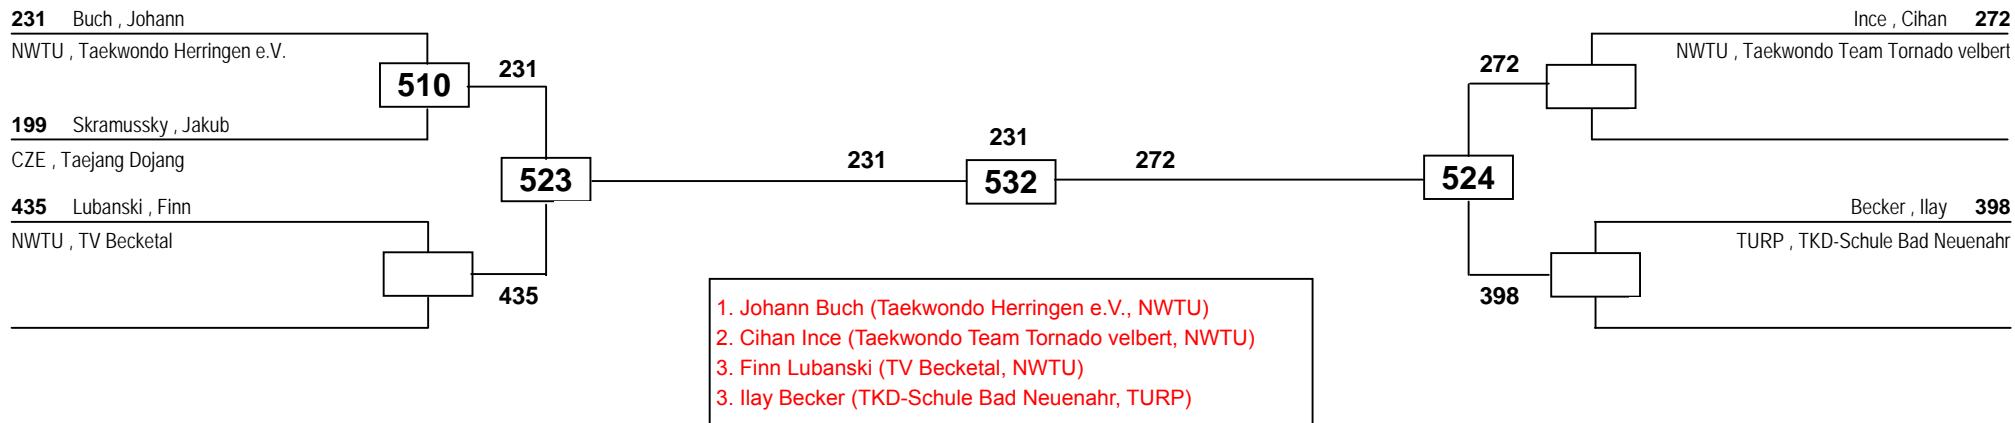 231 Buch , Johann
NWTU , Taekwondo Herringen e.V.
510
231
199 Skramussky , Jakub
CZE , Taejang Dojang
523
435 Lubanski , Finn
NWTU , TV Becketal
435
231
231
532
272
Ince , Cihan 272
NWTU , Taekwondo Team Tornado velbert
272
524
Becker , Ilay 398
TURP , TKD-Schule Bad Neuenahr
398
1. Johann Buch (Taekwondo Herringen e.V., NWTU)
2. Cihan Ince (Taekwondo Team Tornado velbert, NWTU)
3. Finn Lubanski (TV Becketal, NWTU)
3. Ilay Becker (TKD-Schule Bad Neuenahr, TURP)